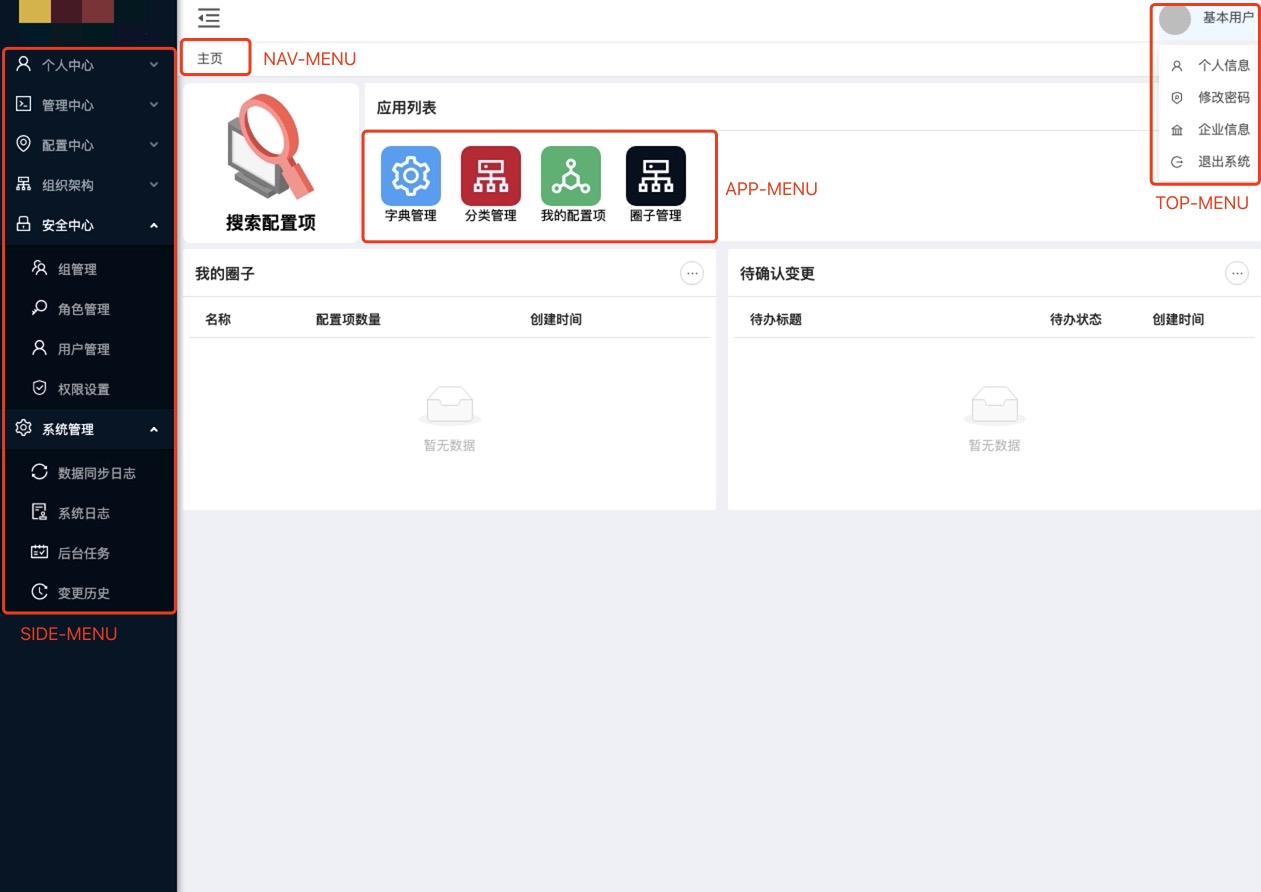 个人中心
管理中心
配置中心
组织架构
安全中心
组管理
角色管理
用户管理
权限设置
系统管理
数据同步日志
系统日志
后台任务
变更历史
SIDE-MENU
主页
NAV-MENU
搜索配置项
应用列表
字典管理
分类管理
我的配置项
圈子管理
APP-MENU
基本用户
个人信息
修改密码
企业信息
退出系统
TOP-MENU
我的圈子
名称 配置项数量 创建时间
暂无数据
待确认变更
待办标题 待办状态 创建时间
暂无数据